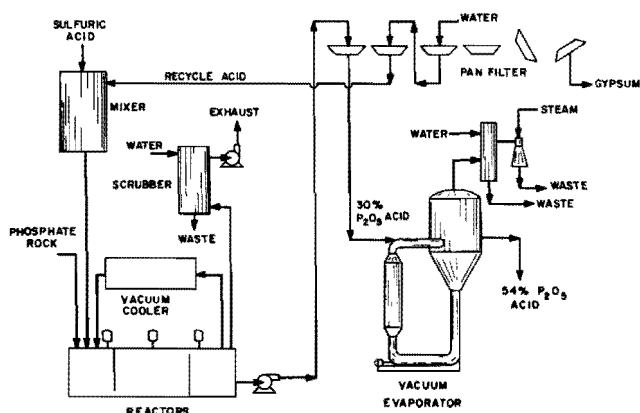 SULFURIC
ACID
MIXER
RECYCLE ACID
WATER
PAN FILTER
GYPSUM
EXHAUST
WATER
SCRUBBER
WASTE
STEAM
WATER
WASTE
WASTE
30%
P₂O₅ ACID
PHOSPHATE
ROCK
VACUUM
COOLER
54% P₂O₅
ACID
VACUUM
EVAPORATOR
REACTORS